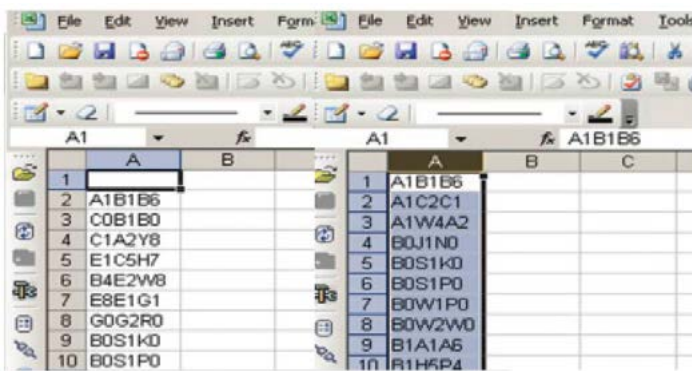 File Edit View Insert Form File Edit View Insert Format Tools
A1 fx A1 fx A1B1B6
A B A B C
1 1 A1B1B6
2 A1B1B6 2 A1C2C1
3 C0B1B0 3 A1W4A2
4 C1A2Y8 4 B0J1N0
5 E1C5H7 5 B0S1K0
6 B4E2W8 6 B0S1P0
7 E8E1G1 7 B0W1P0
8 G0G2R0 8 B0W2W0
9 B0S1K0 9 B1A1A6
10 B0S1P0 10 B1H5P4